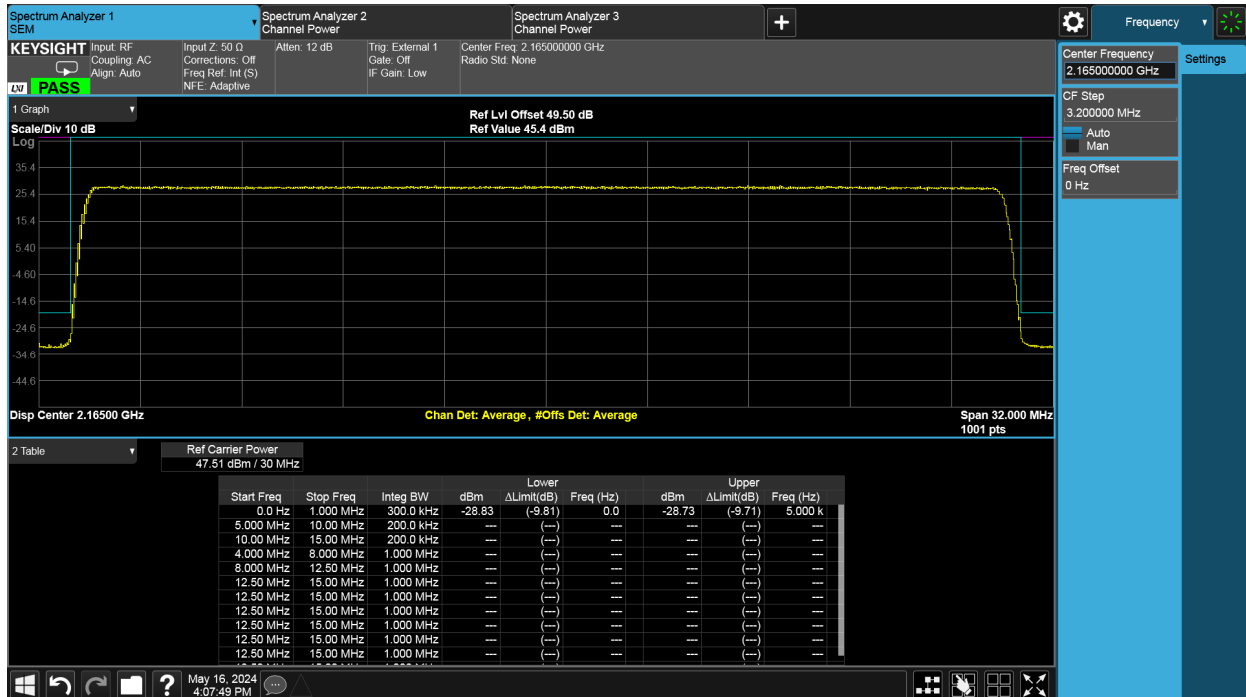 Spectrum Analyzer 1
SEM
Spectrum Analyzer 2
Channel Power
Spectrum Analyzer 3
Channel Power
Frequency
KEYSIGHT
Input: RF
Coupling: AC
Align: Auto
Input Z: 50 Ω
Corrections: Off
Freq Ref: Int (S)
NFE: Adaptive
Atten: 12 dB
Trig: External 1
Gate: Off
IF Gain: Low
Center Freq: 2.165000000 GHz
Radio Std: None
LXI PASS
Center Frequency
2.165000000 GHz
Settings
CF Step
3.200000 MHz
Auto
Man
Freq Offset
0 Hz
1 Graph
Scale/Div 10 dB
Ref Lvl Offset 49.50 dB
Ref Value 45.4 dBm
Log
35.4
25.4
15.4
5.40
-4.60
-14.6
-24.6
-34.6
-44.6
Disp Center 2.16500 GHz
Chan Det: Average, #Offs Det: Average
Span 32.000 MHz
1001 pts
2 Table
Ref Carrier Power
47.51 dBm / 30 MHz
Lower Upper
Start Freq Stop Freq Integ BW dBm ΔLimit(dB) Freq (Hz) dBm ΔLimit(dB) Freq (Hz)
0.0 Hz 1.000 MHz 300.0 kHz -28.83 (-9.81) 0.0 -28.73 (-9.71) 5.000 k
5.000 MHz 10.00 MHz 200.0 kHz --- (---) --- --- (---) ---
10.00 MHz 15.00 MHz 200.0 kHz --- (---) --- --- (---) ---
4.000 MHz 8.000 MHz 1.000 MHz --- (---) --- --- (---) ---
8.000 MHz 12.50 MHz 1.000 MHz --- (---) --- --- (---) ---
12.50 MHz 15.00 MHz 1.000 MHz --- (---) --- --- (---) ---
12.50 MHz 15.00 MHz 1.000 MHz --- (---) --- --- (---) ---
12.50 MHz 15.00 MHz 1.000 MHz --- (---) --- --- (---) ---
12.50 MHz 15.00 MHz 1.000 MHz --- (---) --- --- (---) ---
12.50 MHz 15.00 MHz 1.000 MHz --- (---) --- --- (---) ---
12.50 MHz 15.00 MHz 1.000 MHz --- (---) --- --- (---) ---
May 16, 2024
4:07:49 PM